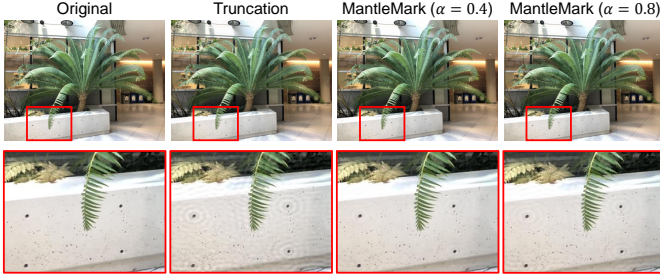 Original Truncation MantleMark (α = 0.4) MantleMark (α = 0.8)